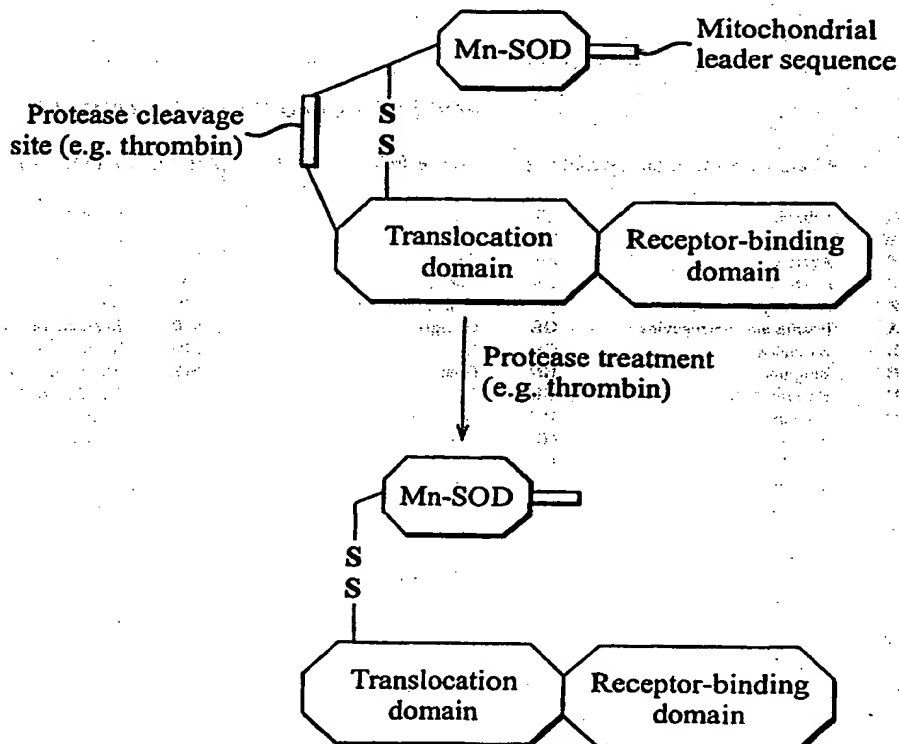 Mn-SOD
Mitochondrial
leader sequence
Protease cleavage
site (e.g. thrombin)
S
S
Translocation
domain
Receptor-binding
domain
Protease treatment
(e.g. thrombin)
Mn-SOD
S
S
Translocation
domain
Receptor-binding
domain